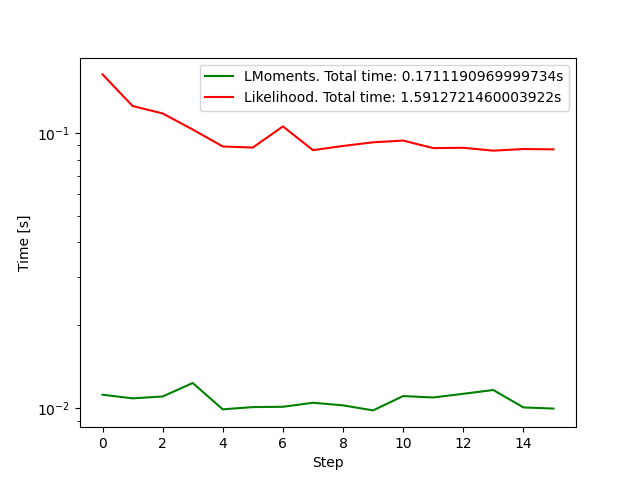 LMoments. Total time: 0.1711190969999734s
Likelihood. Total time: 1.5912721460003922s
10⁻¹
Time [s]
10⁻²
0 2 4 6 8 10 12 14
Step